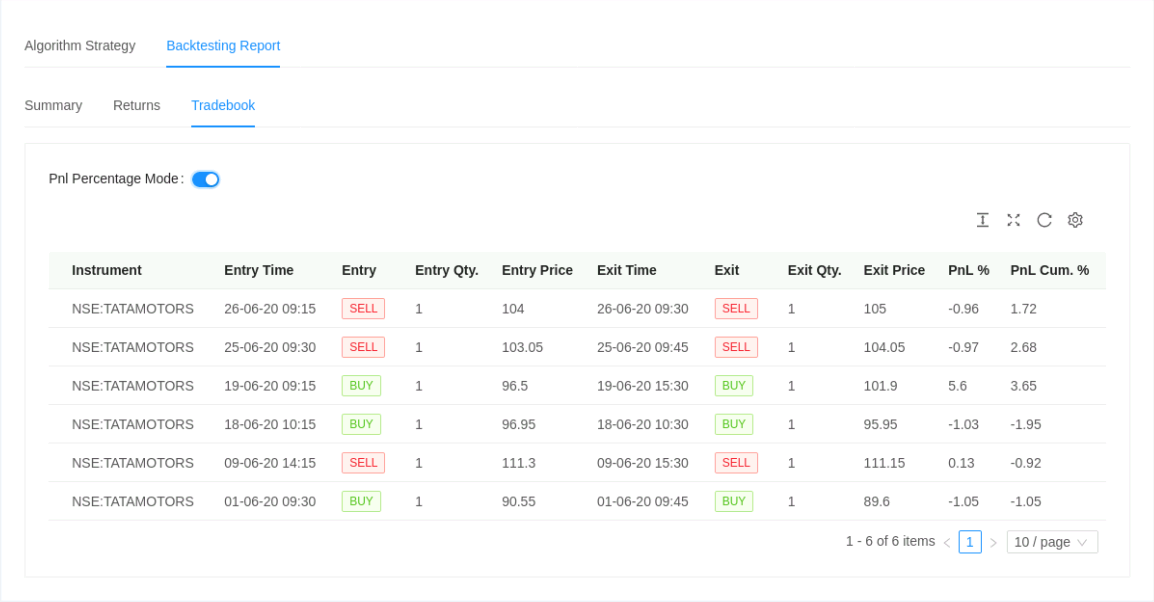 Algorithm Strategy Backtesting Report
Summary Returns Tradebook
Pnl Percentage Mode :
Instrument Entry Time Entry Entry Qty. Entry Price Exit Time Exit Exit Qty. Exit Price PnL % PnL Cum. %
NSE:TATAMOTORS 26-06-20 09:15 SELL 1 104 26-06-20 09:30 SELL 1 105 -0.96 1.72
NSE:TATAMOTORS 25-06-20 09:30 SELL 1 103.05 25-06-20 09:45 SELL 1 104.05 -0.97 2.68
NSE:TATAMOTORS 19-06-20 09:15 BUY 1 96.5 19-06-20 15:30 BUY 1 101.9 5.6 3.65
NSE:TATAMOTORS 18-06-20 10:15 BUY 1 96.95 18-06-20 10:30 BUY 1 95.95 -1.03 -1.95
NSE:TATAMOTORS 09-06-20 14:15 SELL 1 111.3 09-06-20 15:30 SELL 1 111.15 0.13 -0.92
NSE:TATAMOTORS 01-06-20 09:30 BUY 1 90.55 01-06-20 09:45 BUY 1 89.6 -1.05 -1.05
1 - 6 of 6 items 1 10 / page